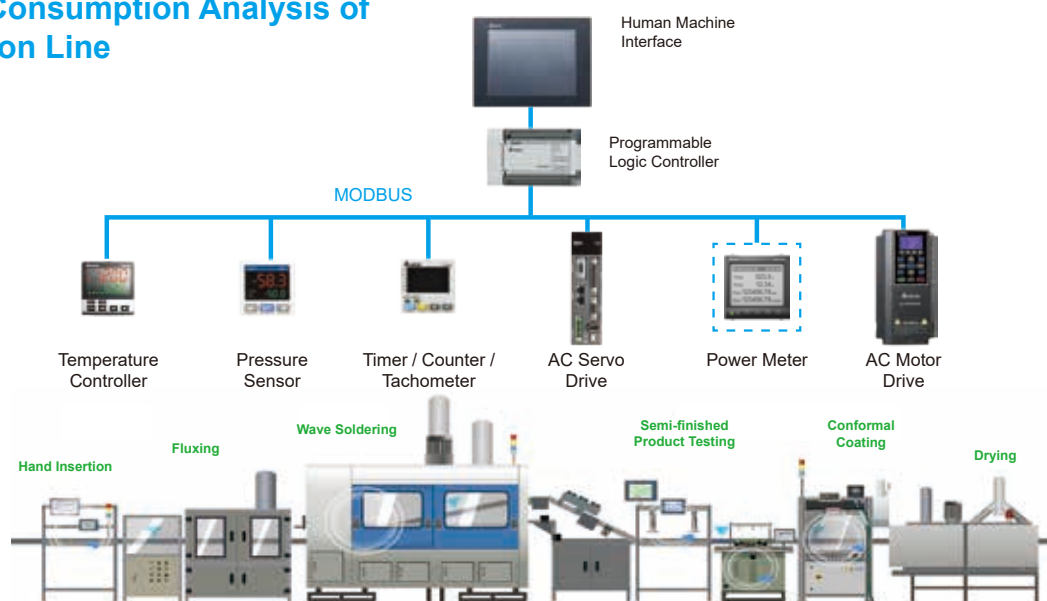 Consumption Analysis of
on Line
Human Machine
Interface
Programmable
Logic Controller
MODBUS
Temperature
Controller
Pressure
Sensor
Timer / Counter /
Tachometer
AC Servo
Drive
Power Meter
AC Motor
Drive
Hand Insertion
Fluxing
Wave Soldering
Semi-finished
Product Testing
Conformal
Coating
Drying